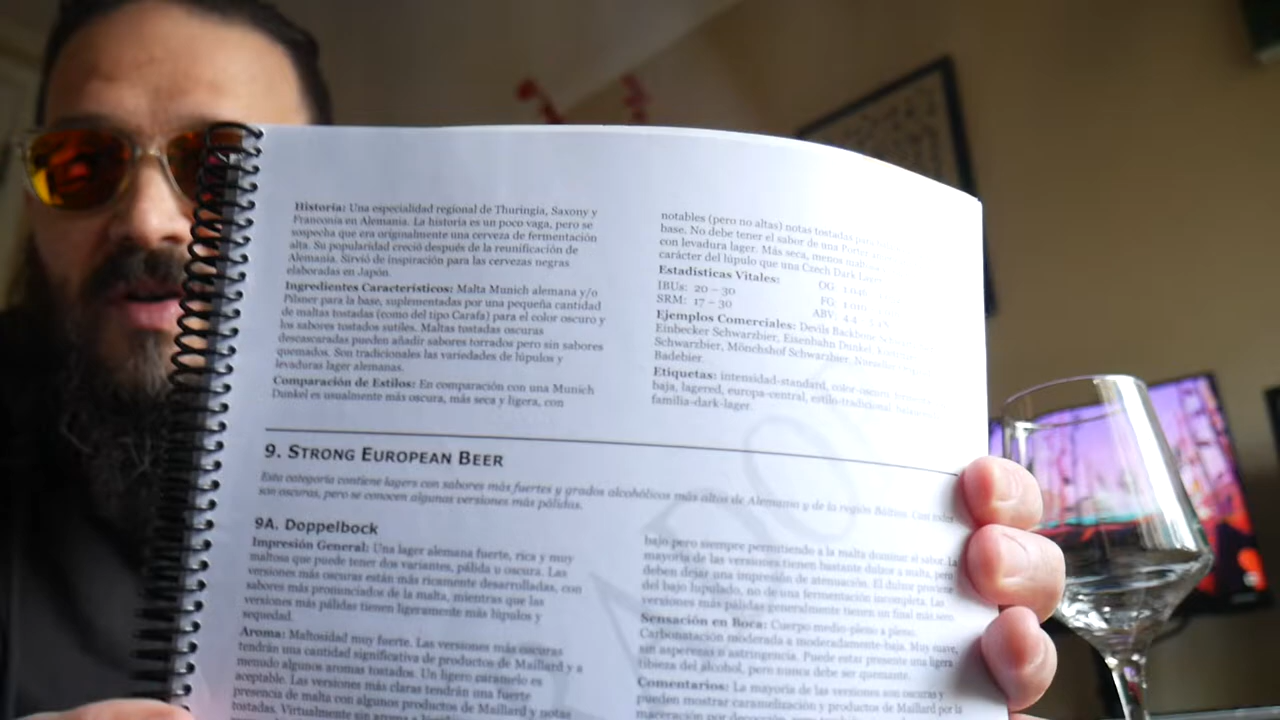 Historia: Una especialidad regional de Thuringia, Saxony y
Franconia en Alemania. La historia es un poco vaga, pero se
sospecha que era originalmente una cerveza de fermentación
alta. Su popularidad creció después de la reunificación de
Alemania. Sirvió de inspiración para las cervezas negras
elaboradas en Japón.
Ingredientes Característicos: Malta Munich alemana y/o
Pilsner para la base, suplementadas por una pequeña cantidad
de maltas tostadas (como del tipo Carafa) para el color oscuro y
los sabores tostados sutiles. Maltas tostadas oscuras
descascaradas pueden añadir sabores torrados pero sin sabores
quemados. Son tradicionales las variedades de lúpulos y
levaduras lager alemanas.
Comparación de Estilos: En comparación con una Munich
Dunkel es usualmente más oscura, más seca y ligera, con
notables (pero no altas) notas tostadas para
base. No debe tener el sabor de una Porter
con levadura lager. Más seca, menos
carácter del lúpulo que una Czech Dark Lager
Estadísticas Vitales:
OG
IBUs: 20 – 30
FG
SRM: 17 – 30
ABV: 4.4
Ejemplos Comerciales: Devils Backbone
Einbecker Schwarzbier, Eisenbahn Dunkel,
Schwarzbier, Mönchshof Schwarzbier,
Badebier.
Etiquetas: intensidad-standard, color-oscuro,
baja, lagered, europa-central, estilo-tradicional,
familia-dark-lager
9. STRONG EUROPEAN BEER
Esta categoría contiene lagers con sabores más fuertes y grados alcohólicos más altos de Alemania y de la región Báltica. Con
son oscuras, pero se conocen algunas versiones más pálidas.
9A. Doppelbock
Impresión General: Una lager alemana fuerte, rica y muy
maltosa que puede tener dos variantes, pálida u oscura. Las
versiones más oscuras están más ricamente desarrolladas, con
sabores más pronunciados de la malta, mientras que las
versiones más pálidas tienen ligeramente más lúpulos y
sequedad.
Aroma: Maltosidad muy fuerte. Las versiones más oscuras
tendrán una cantidad significativa de productos de Maillard y a
menudo algunos aromas tostados. Un ligero caramelo es
aceptable. Las versiones más claras tendrán una fuerte
presencia de malta con algunos productos de Maillard y notas
tostadas. Virtualmente sin aroma
bajo pero siempre permitiendo a la malta dominar el sabor. La
mayoría de las versiones tienen bastante dulzor a malta, pero
deben dejar una impresión de atenuación. El dulzor proviene
del bajo lupulado, no de una fermentación incompleta. Las
versiones más pálidas generalmente tienen un final más seco.
Sensación en Boca: Cuerpo medio-pleno a pleno.
Carbonatación moderada a moderadamente-baja. Muy suave,
sin asperezas o astringencia. Puede estar presente una ligera
tibieza del alcohol, pero nunca debe ser quemante.
Comentarios: La mayoría de las versiones son oscuras y
pueden mostrar caramelización y productos de Maillard por la
maceración por decocción,